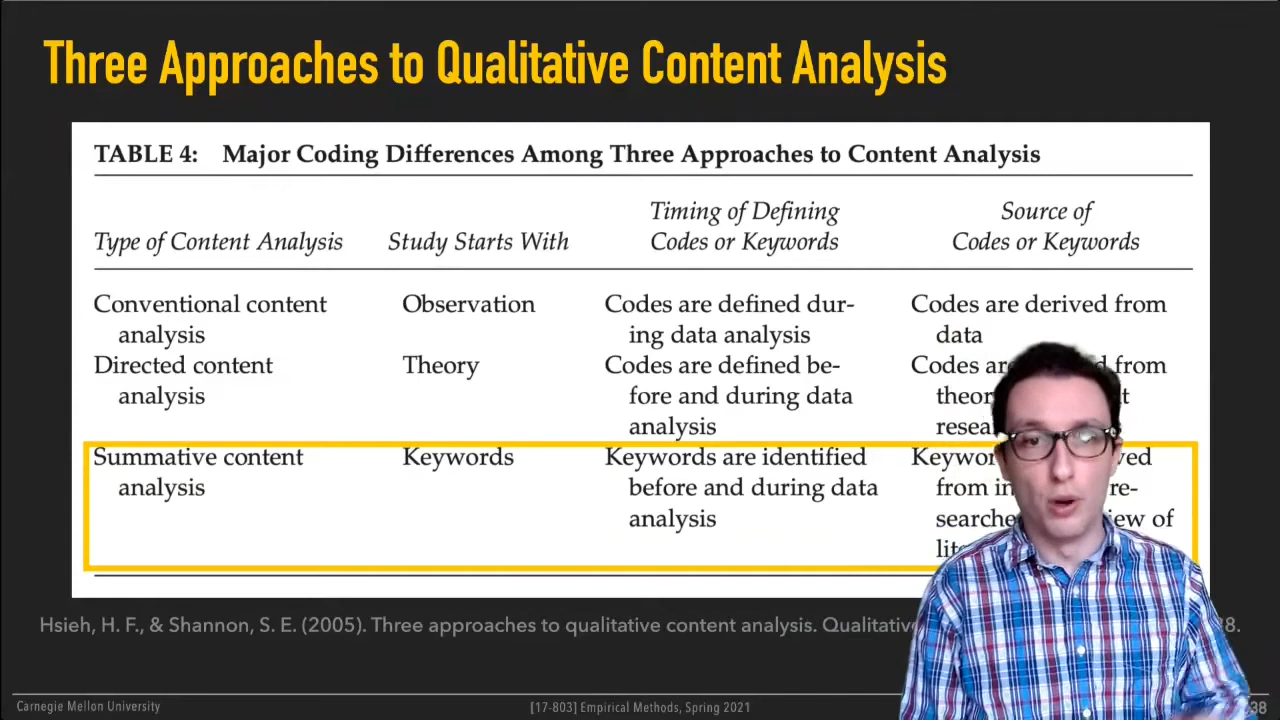 Three Approaches to Qualitative Content Analysis
TABLE 4: Major Coding Differences Among Three Approaches to Content Analysis
Type of Content Analysis
Study Starts With
Timing of Defining
Codes or Keywords
Source of
Codes or Keywords
Conventional content
analysis
Observation
Codes are defined dur-
ing data analysis
Codes are derived from
data
Directed content
analysis
Theory
Codes are defined be-
fore and during data
analysis
Codes from
Summative content
analysis
Keywords
Keywords are identified
before and during data
analysis
from re-
of
Hsieh, H. F., & Shannon, S. E. (2005). Three approaches to qualitative content analysis.
Carnegie Mellon University
[17-803] Empirical Methods, Spring 2021
38